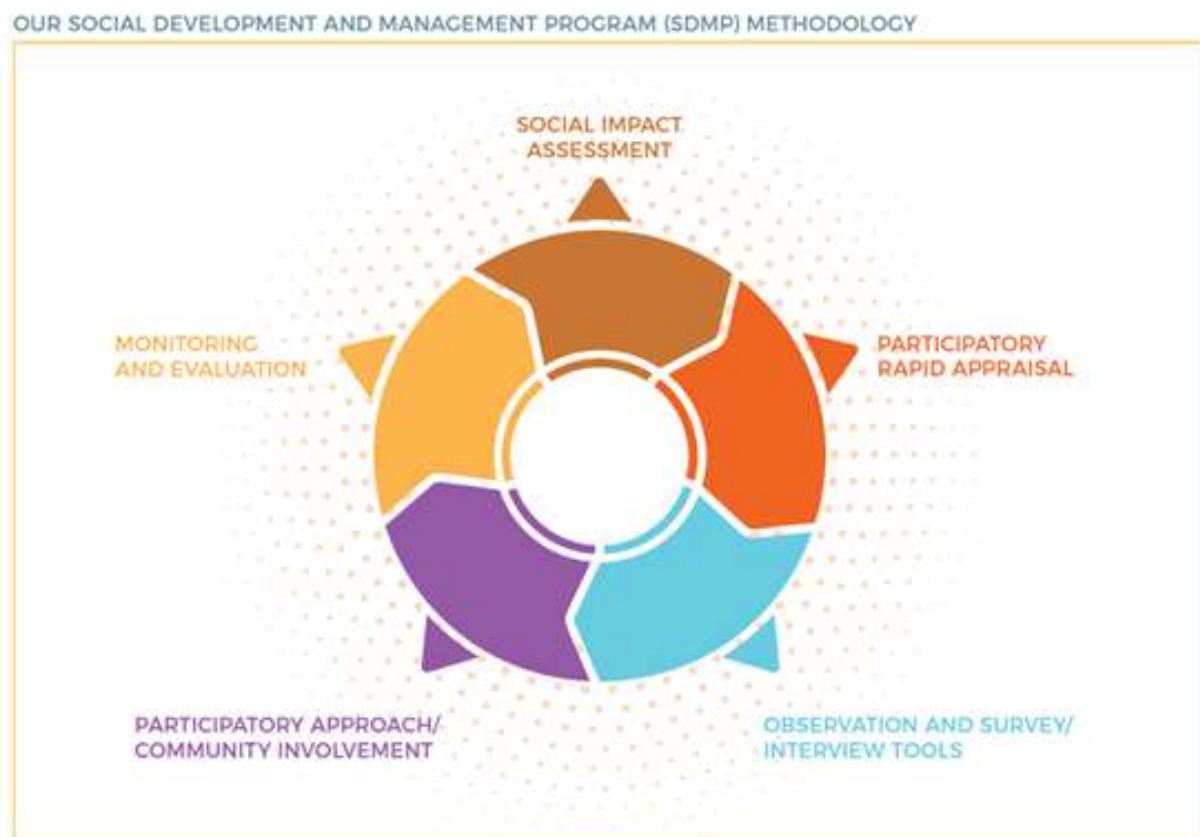 OUR SOCIAL DEVELOPMENT AND MANAGEMENT PROGRAM (SDMP) METHODOLOGY
SOCIAL IMPACT
ASSESSMENT
PARTICIPATORY
RAPID APPRAISAL
OBSERVATION AND SURVEY/
INTERVIEW TOOLS
PARTICIPATORY APPROACH/
COMMUNITY INVOLVEMENT
MONITORING
AND EVALUATION